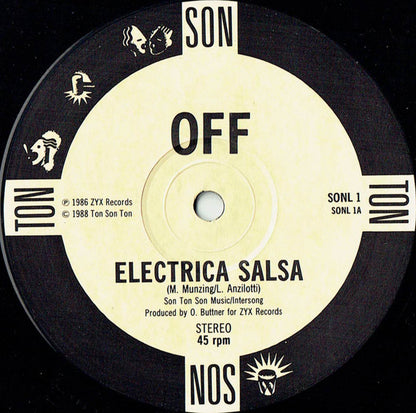 SON
OFF
℗ 1986 ZYX Records
© 1988 Ton Son Ton
SONL 1
SONL 1A
TON
TON
ELECTRICA SALSA
(M. Munzing/L. Anzilotti)
Son Ton Son Music/Intersong
Produced by O. Buttner for ZYX Records
STEREO
45 rpm
SON